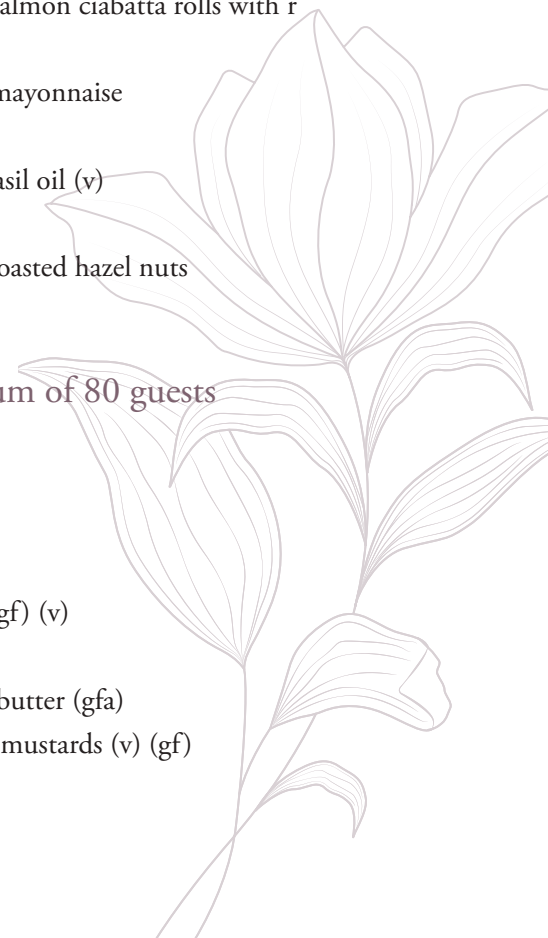 almon ciabatta rolls with r
mayonnaise
asil oil (v)
oasted hazel nuts
um of 80 guests
gf) (v)
butter (gfa)
mustards (v) (gf)